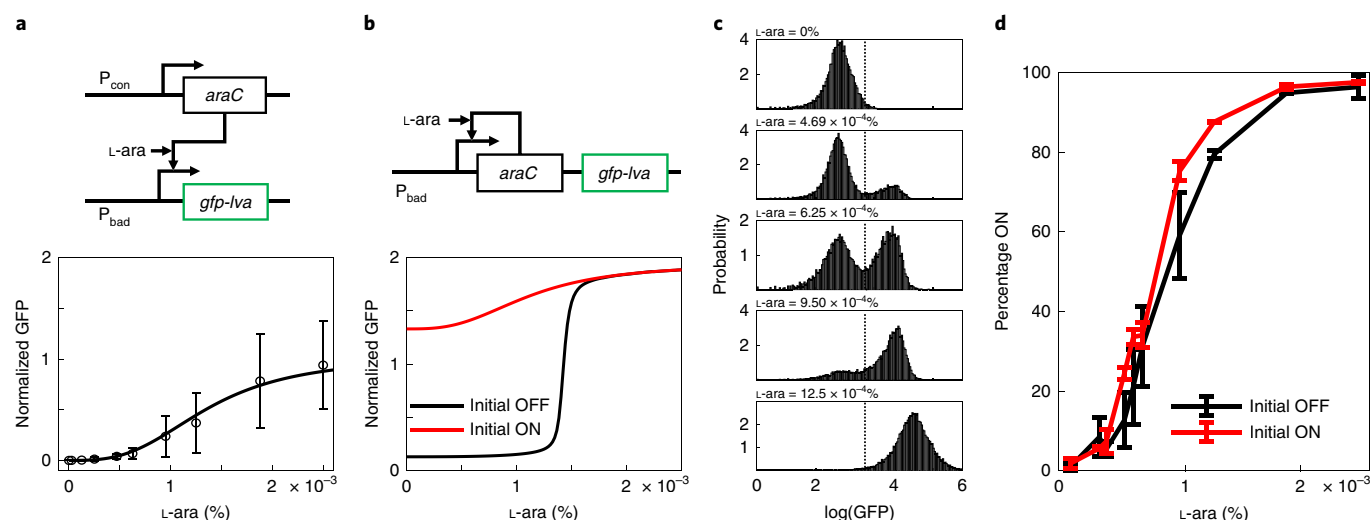 a
P con
araC
L-ara
P bad
gfp-lva
2
1
0
Normalized GFP
0 1 2 × 10⁻³
L-ara (%)
b
L-ara
P bad
araC
gfp-lva
2
1
0
Normalized GFP
Initial OFF
Initial ON
0 1 2 × 10⁻³
L-ara (%)
c
L-ara = 0%
4
2
L-ara = 4.69 × 10⁻⁴%
4
2
L-ara = 6.25 × 10⁻⁴%
2
1
L-ara = 9.50 × 10⁻⁴%
4
2
L-ara = 12.5 × 10⁻⁴%
2
1
Probability
0 2 4 6
log(GFP)
d
100
80
60
40
20
0
Percentage ON
Initial OFF
Initial ON
0 1 2 × 10⁻³
L-ara (%)